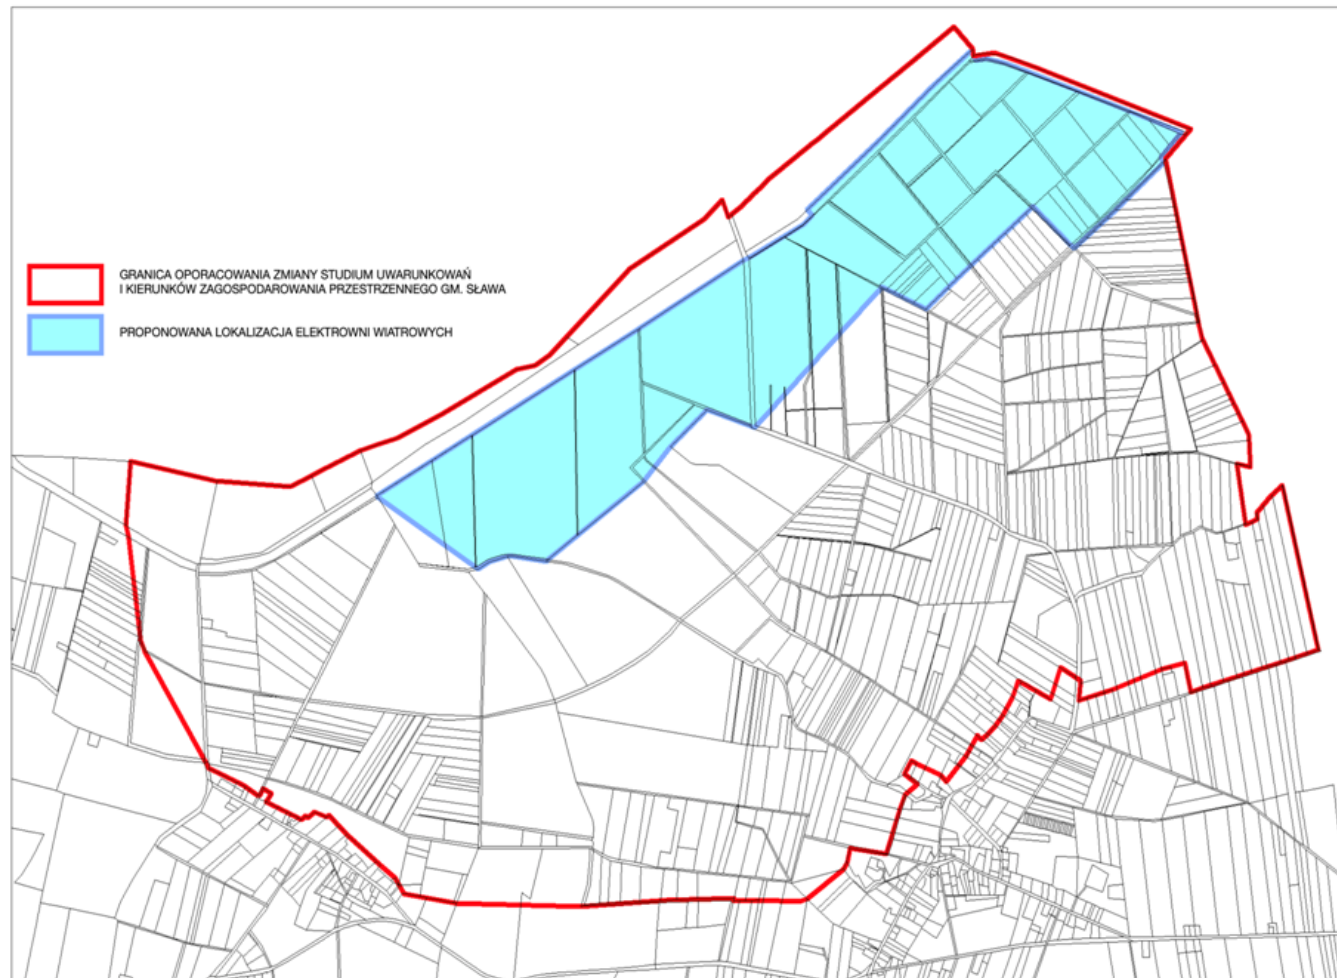 GRANICA OPORACOWANIA ZMIANY STUDIUM UWARUNKOWAŃ
I KIERUNKÓW ZAGOSPODAROWANIA PRZESTRZENNEGO GM. SŁAWA
PROPONOWANA LOKALIZACJA ELEKTROWNI WIATROWYCH